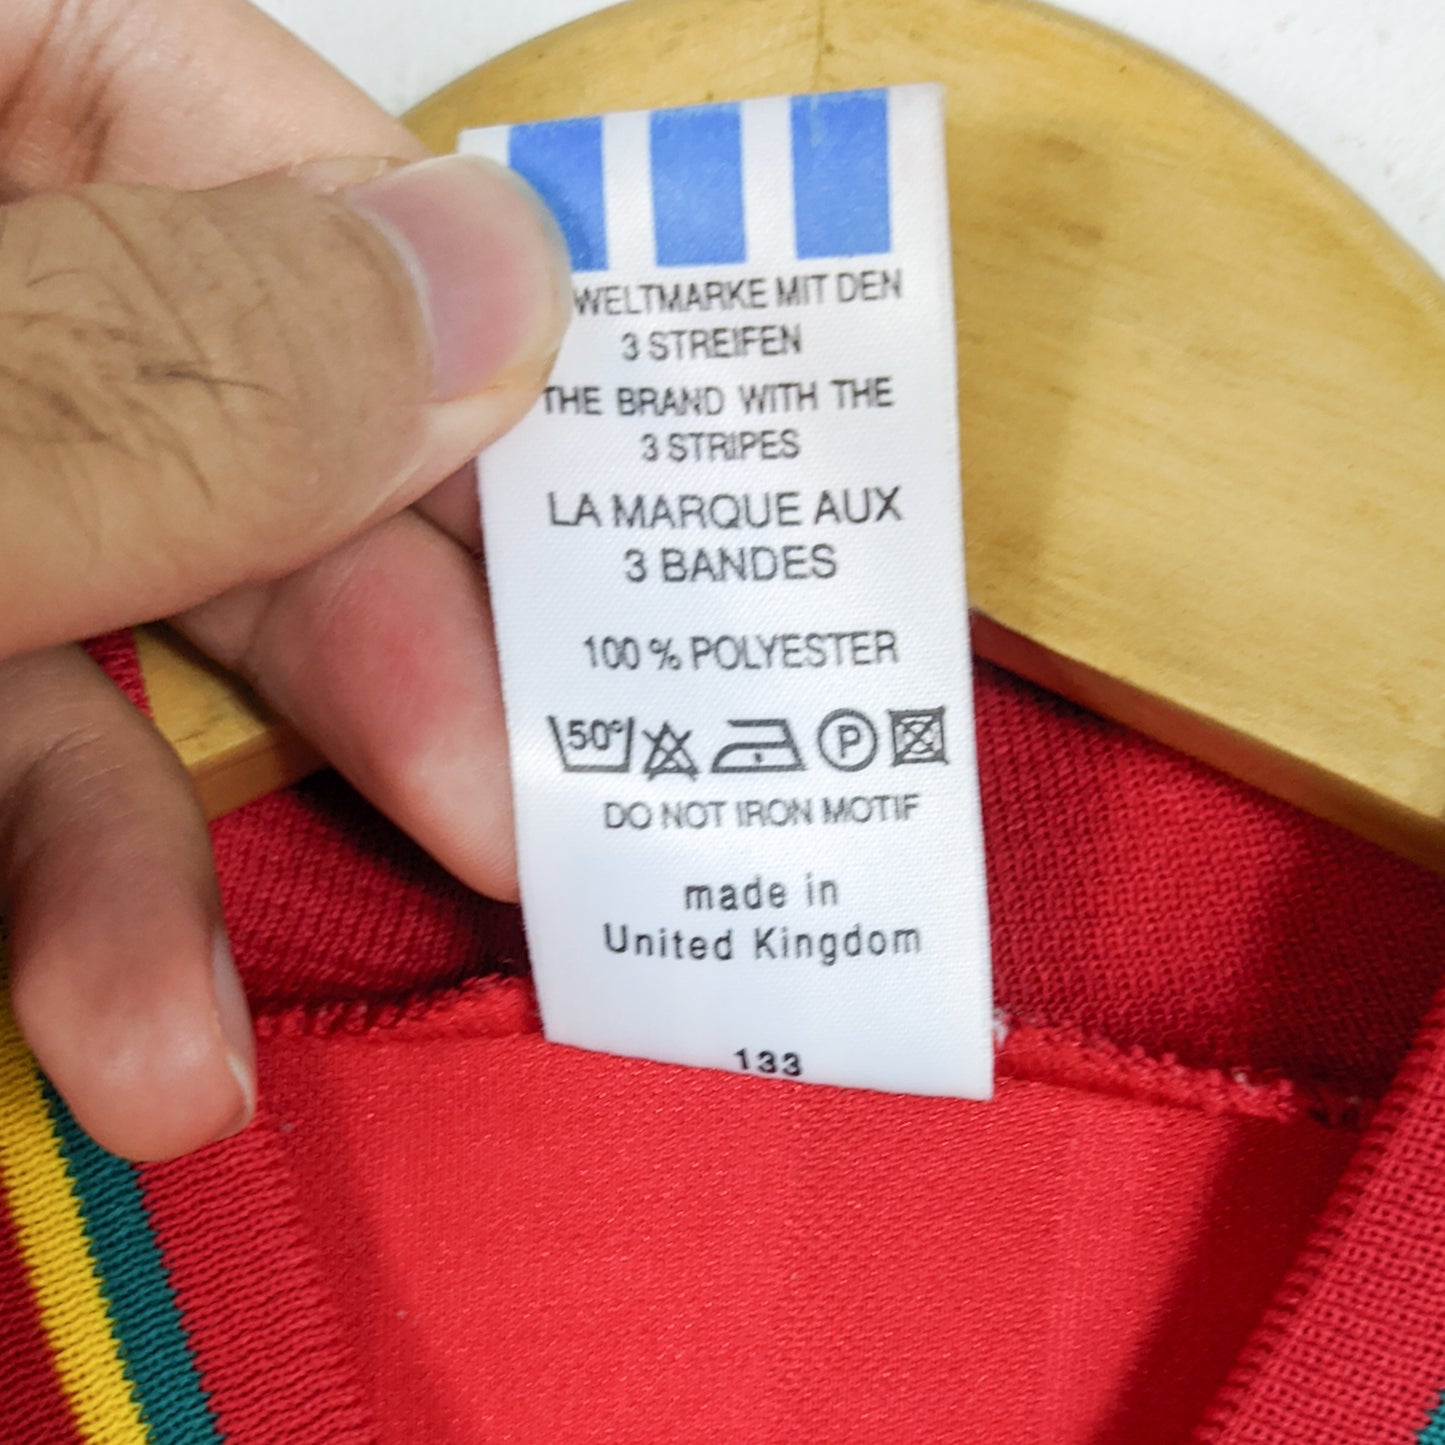 WELTMARKE MIT DEN
3 STREIFEN
THE BRAND WITH THE
3 STRIPES
LA MARQUE AUX
3 BANDES
100 % POLYESTER
50° P
DO NOT IRON MOTIF
made in
United Kingdom
133